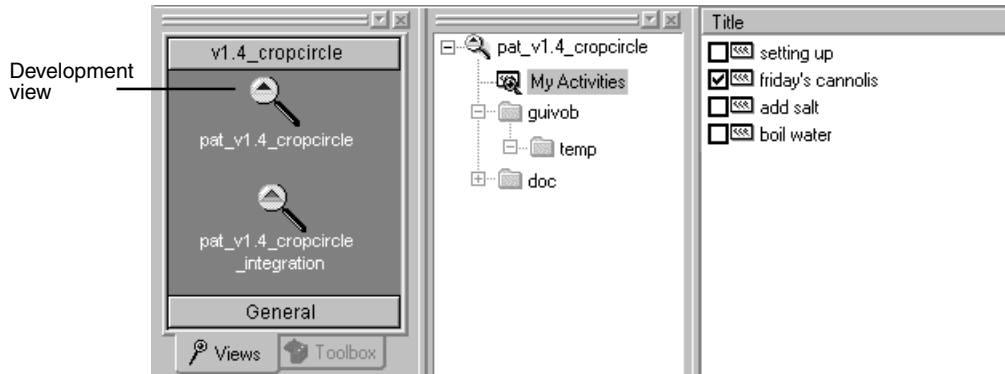 Development
view
v1.4_cropcircle
pat_v1.4_cropcircle
pat_v1.4_cropcircle
_integration
General
Views
Toolbox
pat_v1.4_cropcircle
My Activities
guivob
temp
doc
Title
setting up
friday's cannolis
add salt
boil water